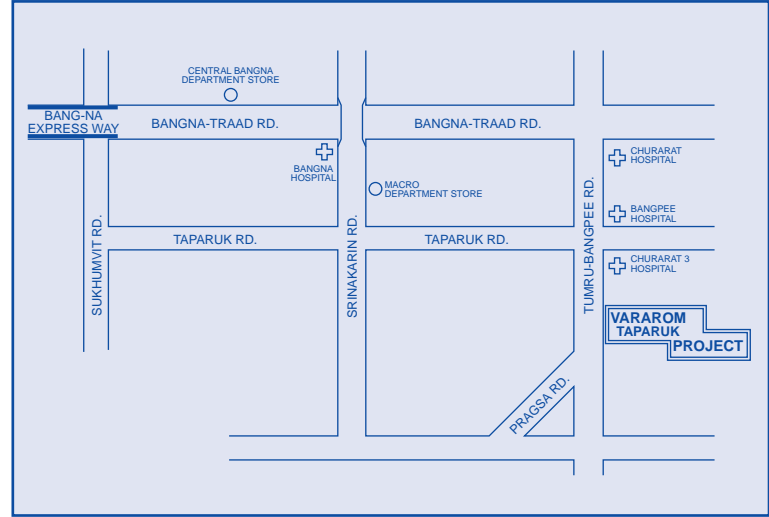 CENTRAL BANGNA
DEPARTMENT STORE
BANG-NA
EXPRESS WAY
BANGNA-TRAAD RD.
BANGNA-TRAAD RD.
BANGNA
HOSPITAL
CHURARAT
HOSPITAL
MACRO
DEPARTMENT STORE
BANGPEE
HOSPITAL
SUKHUMVIT RD.
TAPARUK RD.
SRINAKARIN RD.
TAPARUK RD.
TUMRU-BANGPEE RD.
CHURARAT 3
HOSPITAL
VARAROM
TAPARUK
PROJECT
PRAGSA RD.